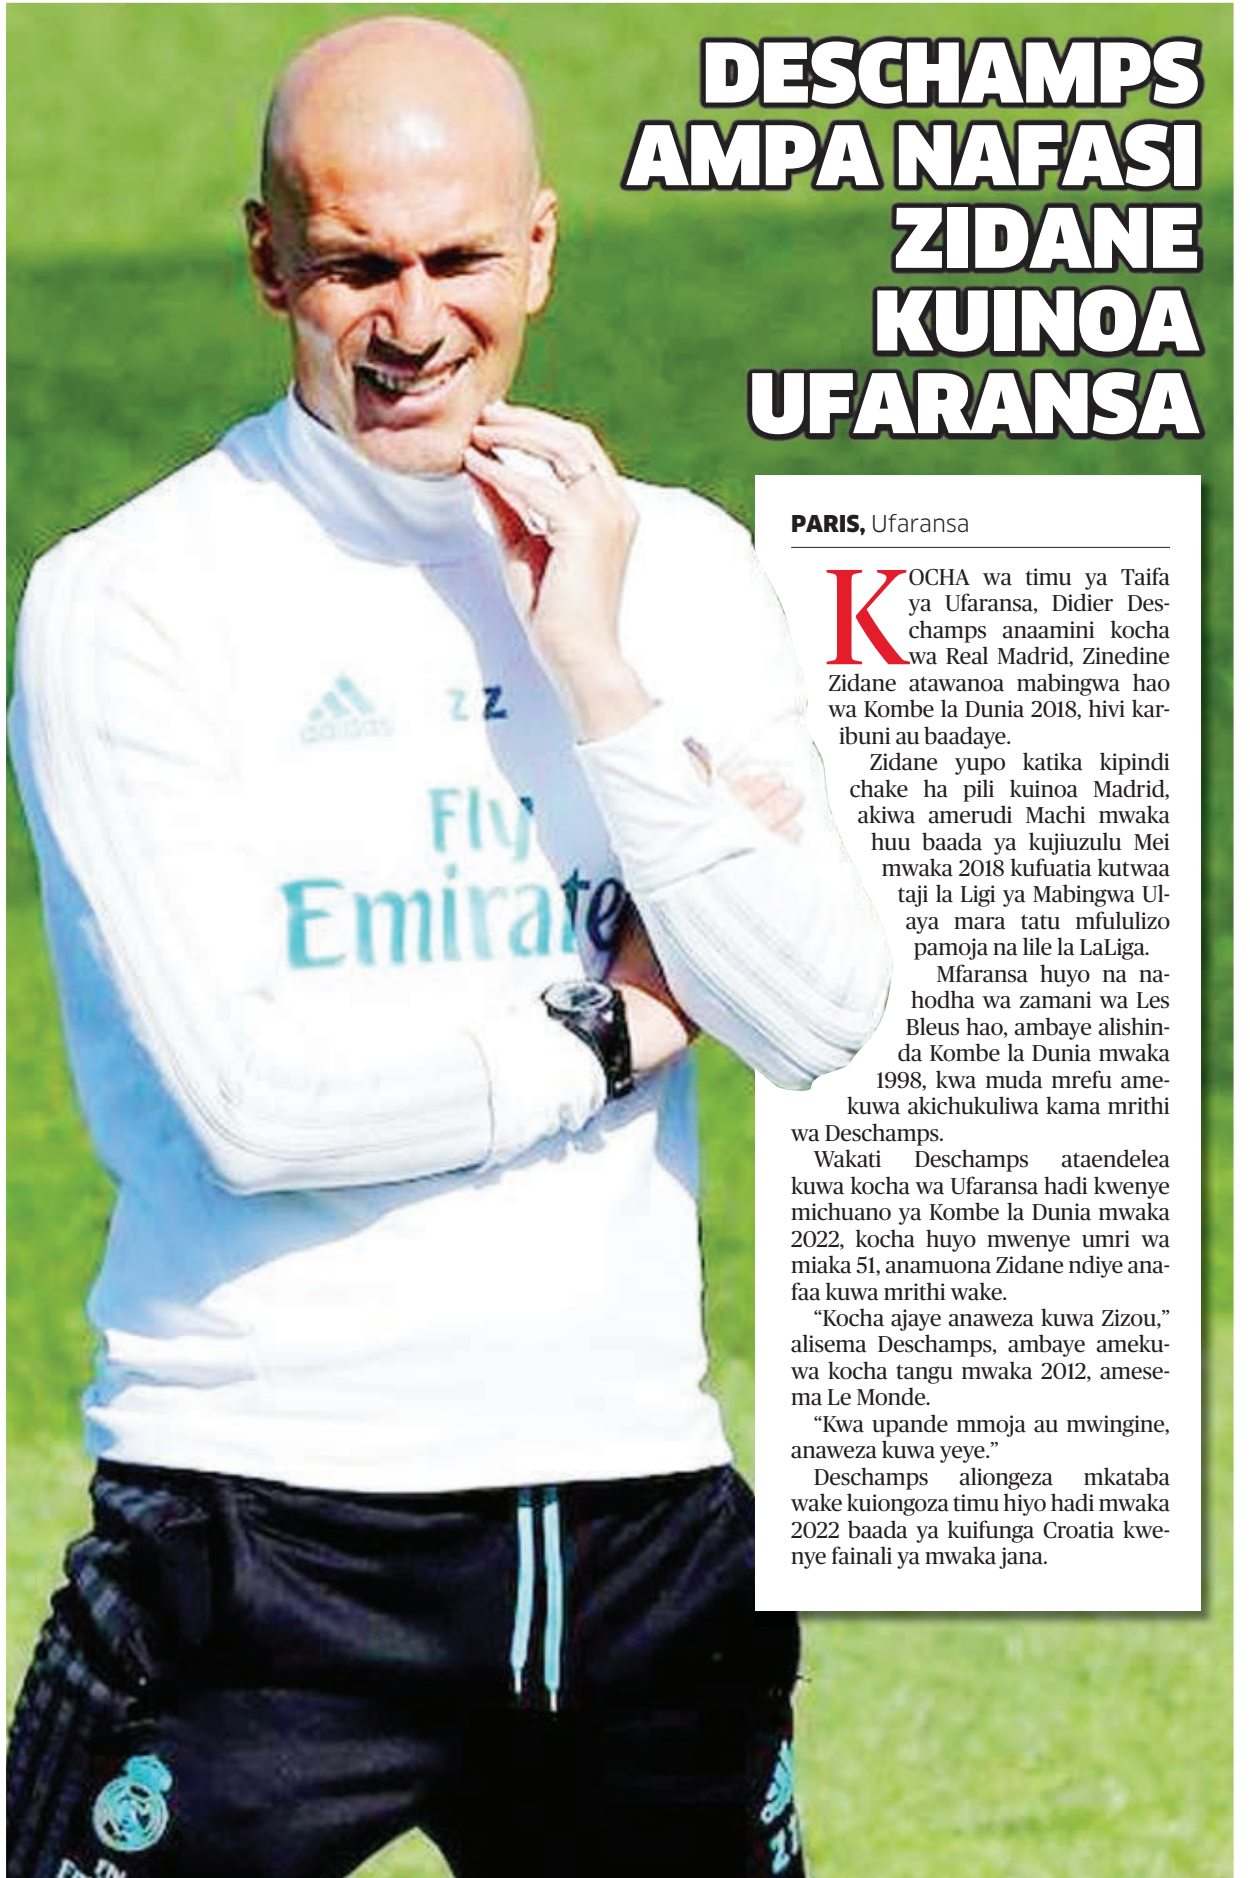 DESCHAMPS
AMPA NAFASI
ZIDANE
KUINOA
UFARANSA
PARIS, Ufaransa
KOCHA wa timu ya Taifa
ya Ufaransa, Didier Des-
champs anaamini kocha
wa Real Madrid, Zinedine
Zidane atawanoa mabingwa hao
wa Kombe la Dunia 2018, hivi kar-
ibuni au baadaye.
Zidane yupo katika kipindi
chake ha pili kuinoa Madrid,
akiwa amerudi Machi mwaka
huu baada ya kujiuzulu Mei
mwaka 2018 kufuatia kutwaa
taji la Ligi ya Mabingwa Ul-
aya mara tatu mfululizo
pamoja na lile la LaLiga.
Mfaransa huyo na na-
hodha wa zamani wa Les
Bleus hao, ambaye alishin-
da Kombe la Dunia mwaka
1998, kwa muda mrefu ame-
kuwa akichukuliwa kama mrithi
wa Deschamps.
Wakati Deschamps ataendelea
kuwa kocha wa Ufaransa hadi kwenye
michuano ya Kombe la Dunia mwaka
2022, kocha huyo mwenye umri wa
miaka 51, anamuona Zidane ndiye ana-
faa kuwa mrithi wake.
“Kocha ajaye anaweza kuwa Zizou,”
alisema Deschamps, ambaye ameku-
wa kocha tangu mwaka 2012, amese-
ma Le Monde.
“Kwa upande mmoja au mwingine,
anaweza kuwa yeye.”
Deschamps aliongeza mkataba
wake kuiongoza timu hiyo hadi mwaka
2022 baada ya kuifunga Croatia kwe-
nye fainali ya mwaka jana.
adidas
ZZ
Fly
Emirate